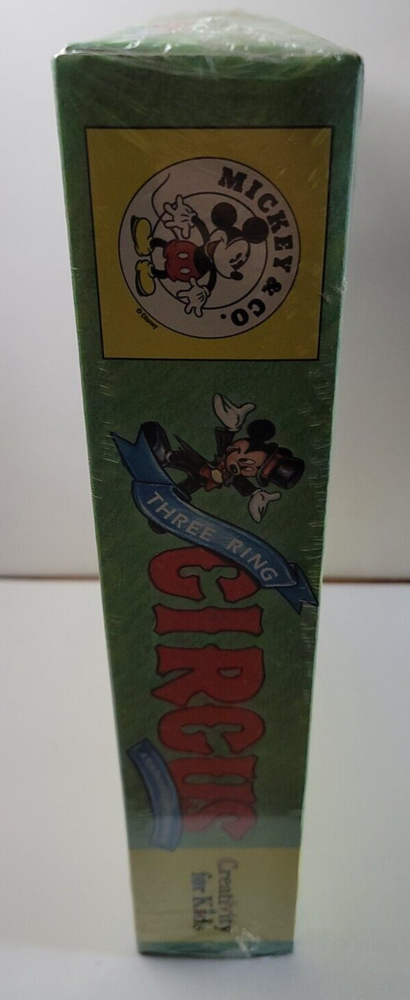 MICKEY & CO.
© Disney
THREE RING
CIRCUS
Creativity
for Kids